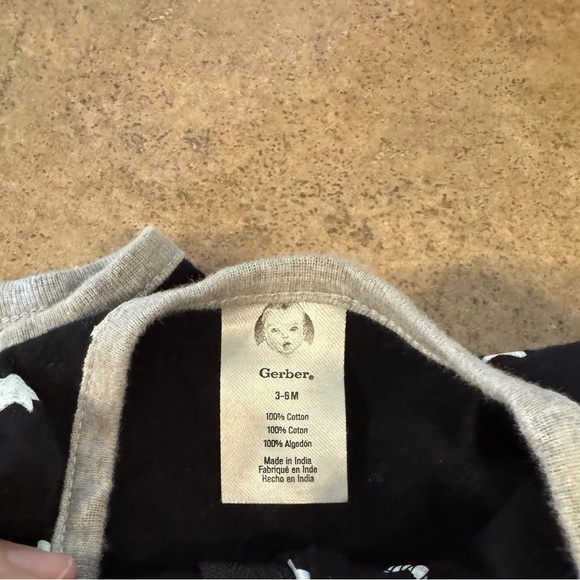 Gerber®
3-6 M
100% Cotton
100% Coton
100% Algodón
Made in India
Fabriqué en Inde
Hecho en India